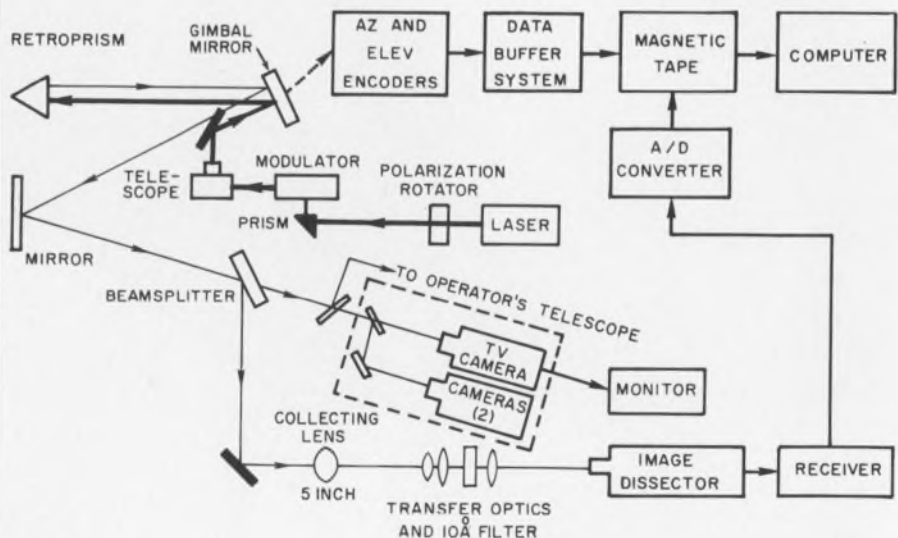 RETROPRISM
GIMBAL
MIRROR
AZ AND
ELEV
ENCODERS
DATA
BUFFER
SYSTEM
MAGNETIC
TAPE
COMPUTER
A/D
CONVERTER
TELE-
SCOPE
MODULATOR
PRISM
POLARIZATION
ROTATOR
LASER
MIRROR
BEAMSPLITTER
TO OPERATOR'S TELESCOPE
TV
CAMERA
CAMERAS
(2)
MONITOR
COLLECTING
LENS
5 INCH
TRANSFER OPTICS
AND 10Å FILTER
IMAGE
DISSECTOR
RECEIVER